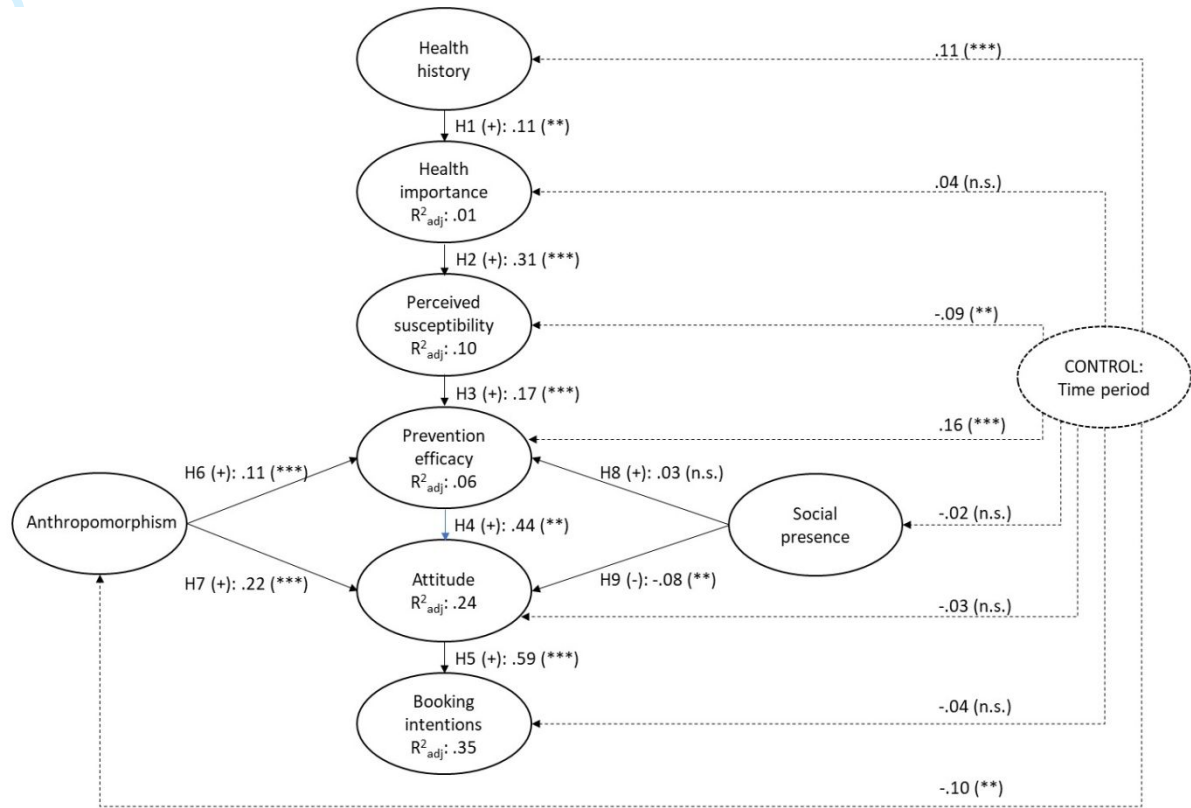 Health
history
.11 (***)
H1 (+): .11 (**)
Health
importance
R²adj: .01
.04 (n.s.)
H2 (+): .31 (***)
Perceived
susceptibility
R²adj: .10
-.09 (**)
CONTROL:
Time period
H3 (+): .17 (***)
Prevention
efficacy
R²adj: .06
.16 (***)
H6 (+): .11 (***)
H8 (+): .03 (n.s.)
Anthropomorphism
Social
presence
-.02 (n.s.)
H4 (+): .44 (**)
H7 (+): .22 (***)
Attitude
R²adj: .24
H9 (-): -.08 (**)
-.03 (n.s.)
H5 (+): .59 (***)
Booking
intentions
R²adj: .35
-.04 (n.s.)
-.10 (**)